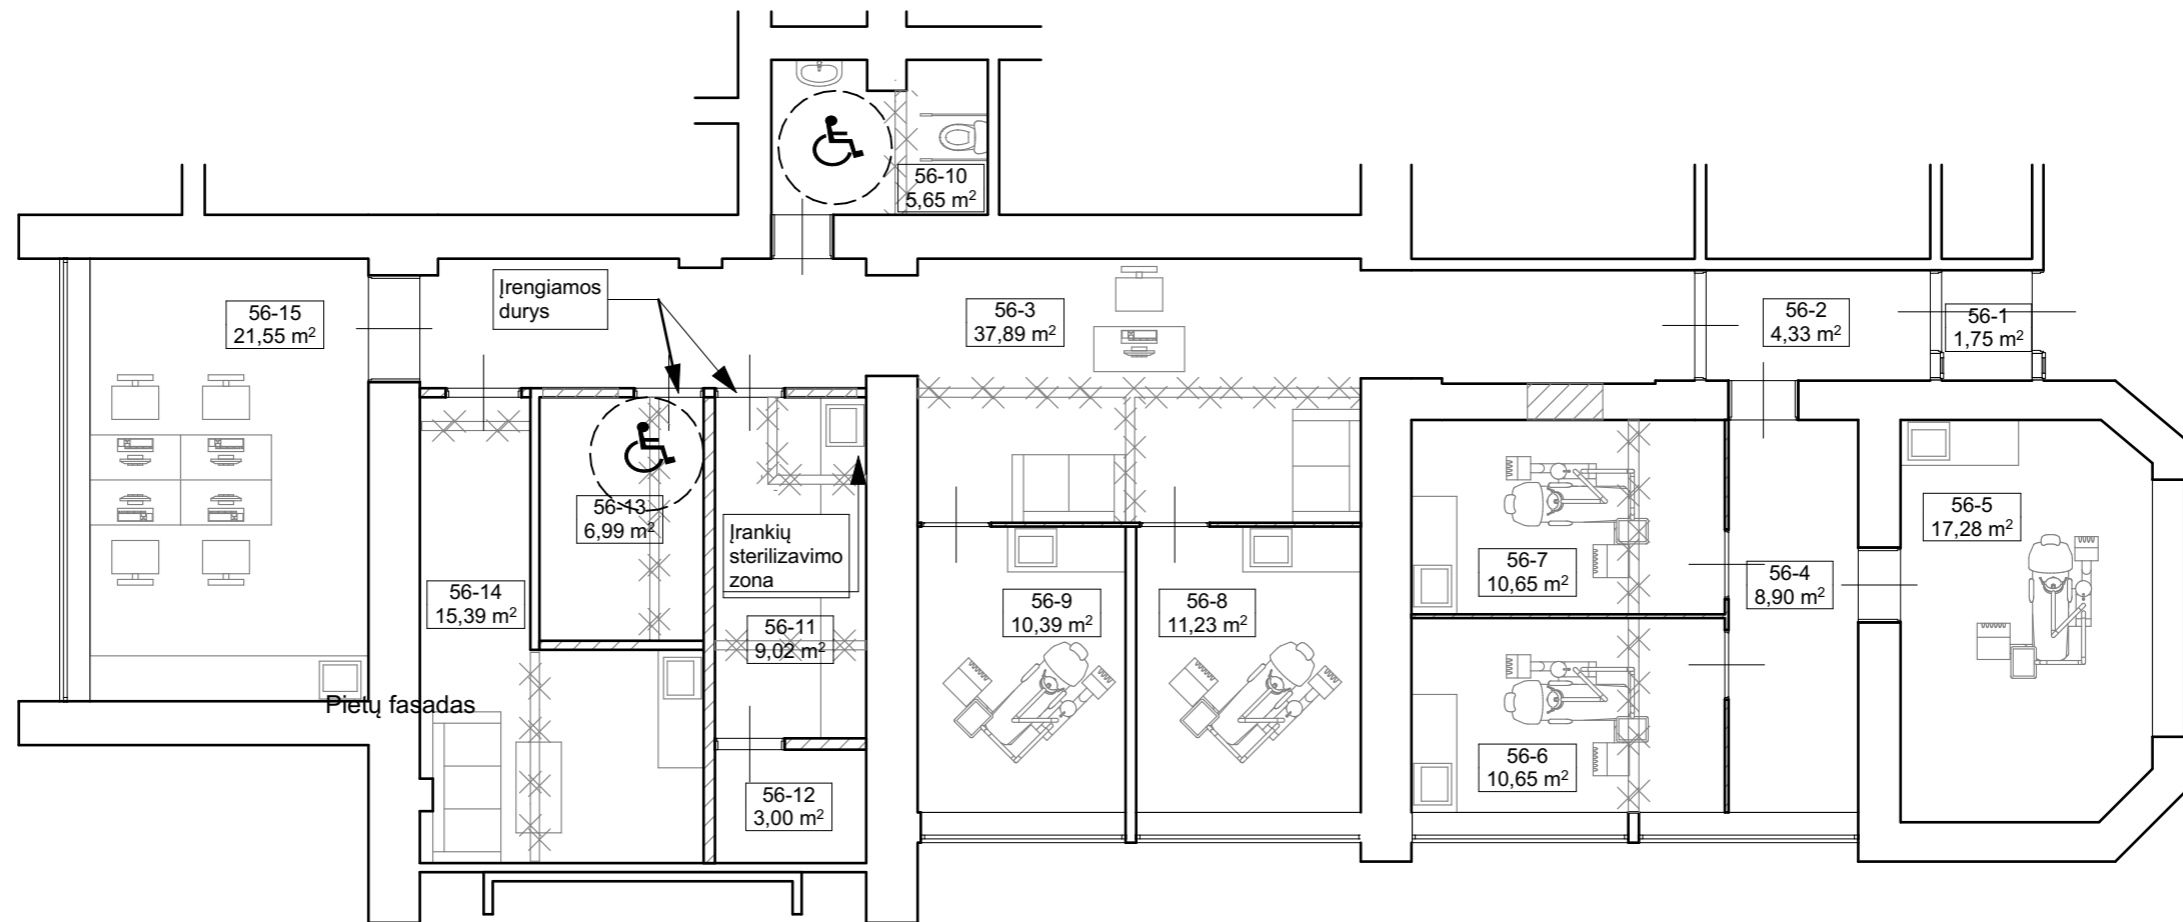 56-10
5,65 m²
Įrengiamos
durys
56-15
21,55 m²
56-3
37,89 m²
56-2
4,33 m²
56-1
1,75 m²
56-13
6,99 m²
Įrankių
sterilizavimo
zona
56-5
17,28 m²
56-7
10,65 m²
56-4
8,90 m²
56-14
15,39 m²
56-9
10,39 m²
56-8
11,23 m²
56-11
9,02 m²
Pietų fasadas
56-6
10,65 m²
56-12
3,00 m²